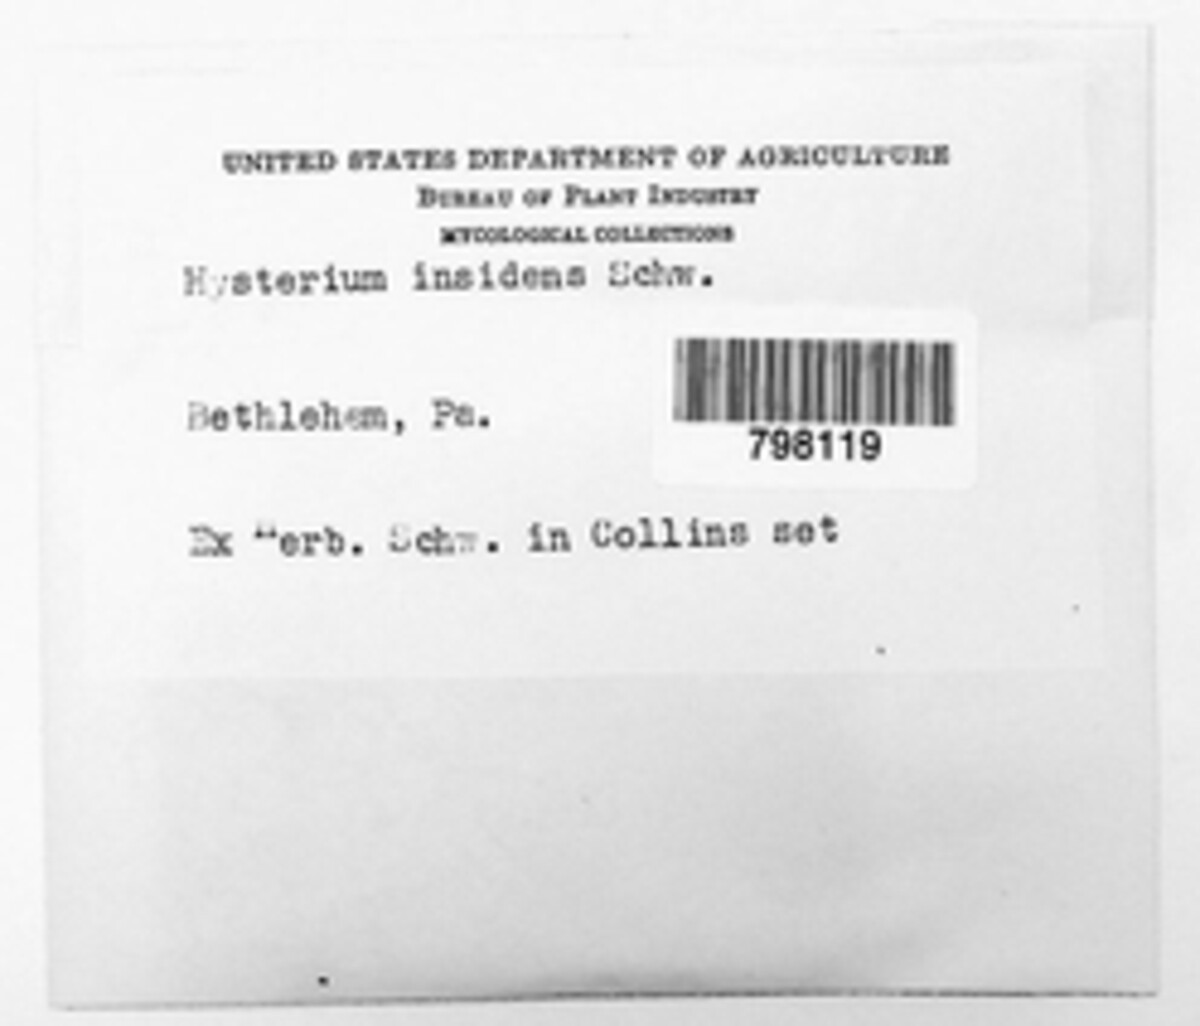 UNITED STATES DEPARTMENT OF AGRICULTURE
BUREAU OF PLANT INDUSTRY
MYCOLOGICAL COLLECTIONS
Hysterium insidens Schw.
798119
Bethlehem, Pa.
Ex Herb. Schw. in Collins set